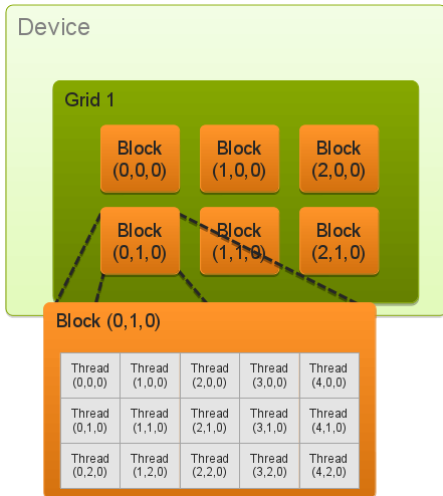 Device
Grid 1
Block Block Block
(0,0,0) (1,0,0) (2,0,0)
Block Block Block
(0,1,0) (1,1,0) (2,1,0)
Block (0,1,0)
Thread Thread Thread Thread Thread
(0,0,0) (1,0,0) (2,0,0) (3,0,0) (4,0,0)
Thread Thread Thread Thread Thread
(0,1,0) (1,1,0) (2,1,0) (3,1,0) (4,1,0)
Thread Thread Thread Thread Thread
(0,2,0) (1,2,0) (2,2,0) (3,2,0) (4,2,0)